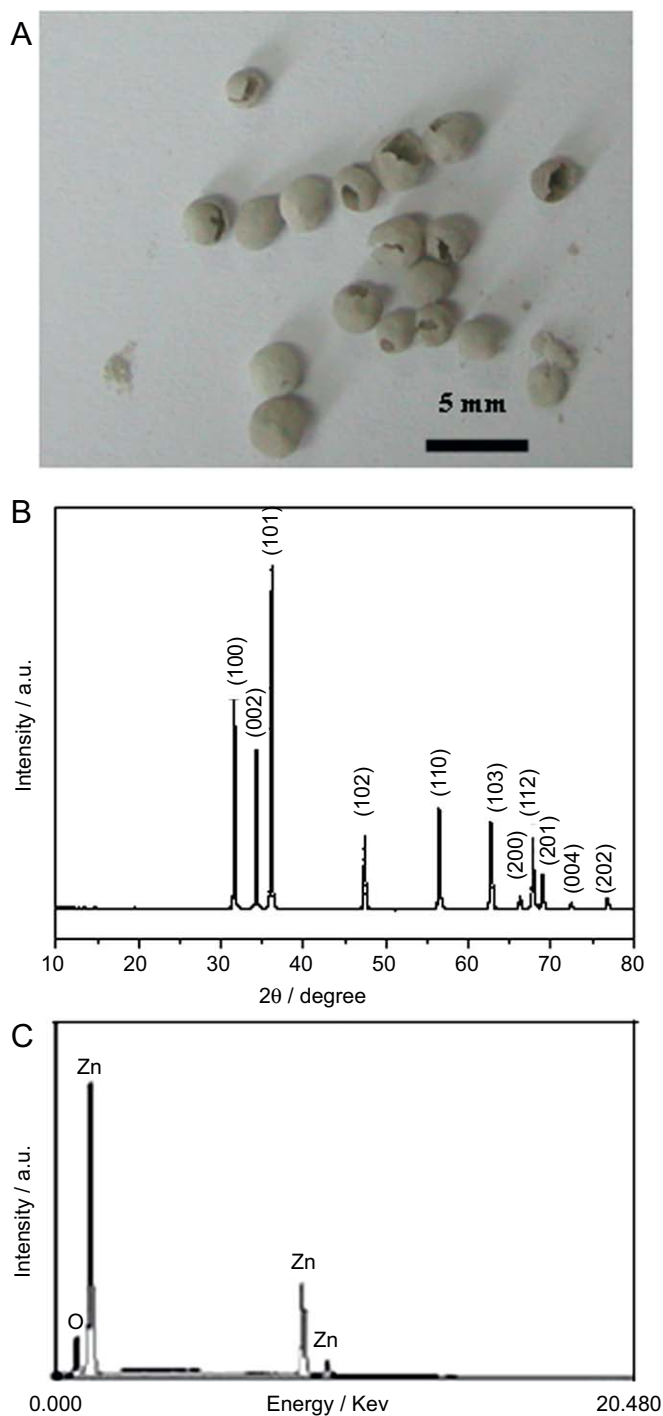 A
5 mm
B
Intensity / a.u.
(100)
(002)
(101)
(102)
(110)
(103)
(200)
(112)
(201)
(004)
(202)
10 20 30 40 50 60 70 80
2θ / degree
C
Intensity / a.u.
Zn
O
Zn
Zn
0.000 Energy / Kev 20.480